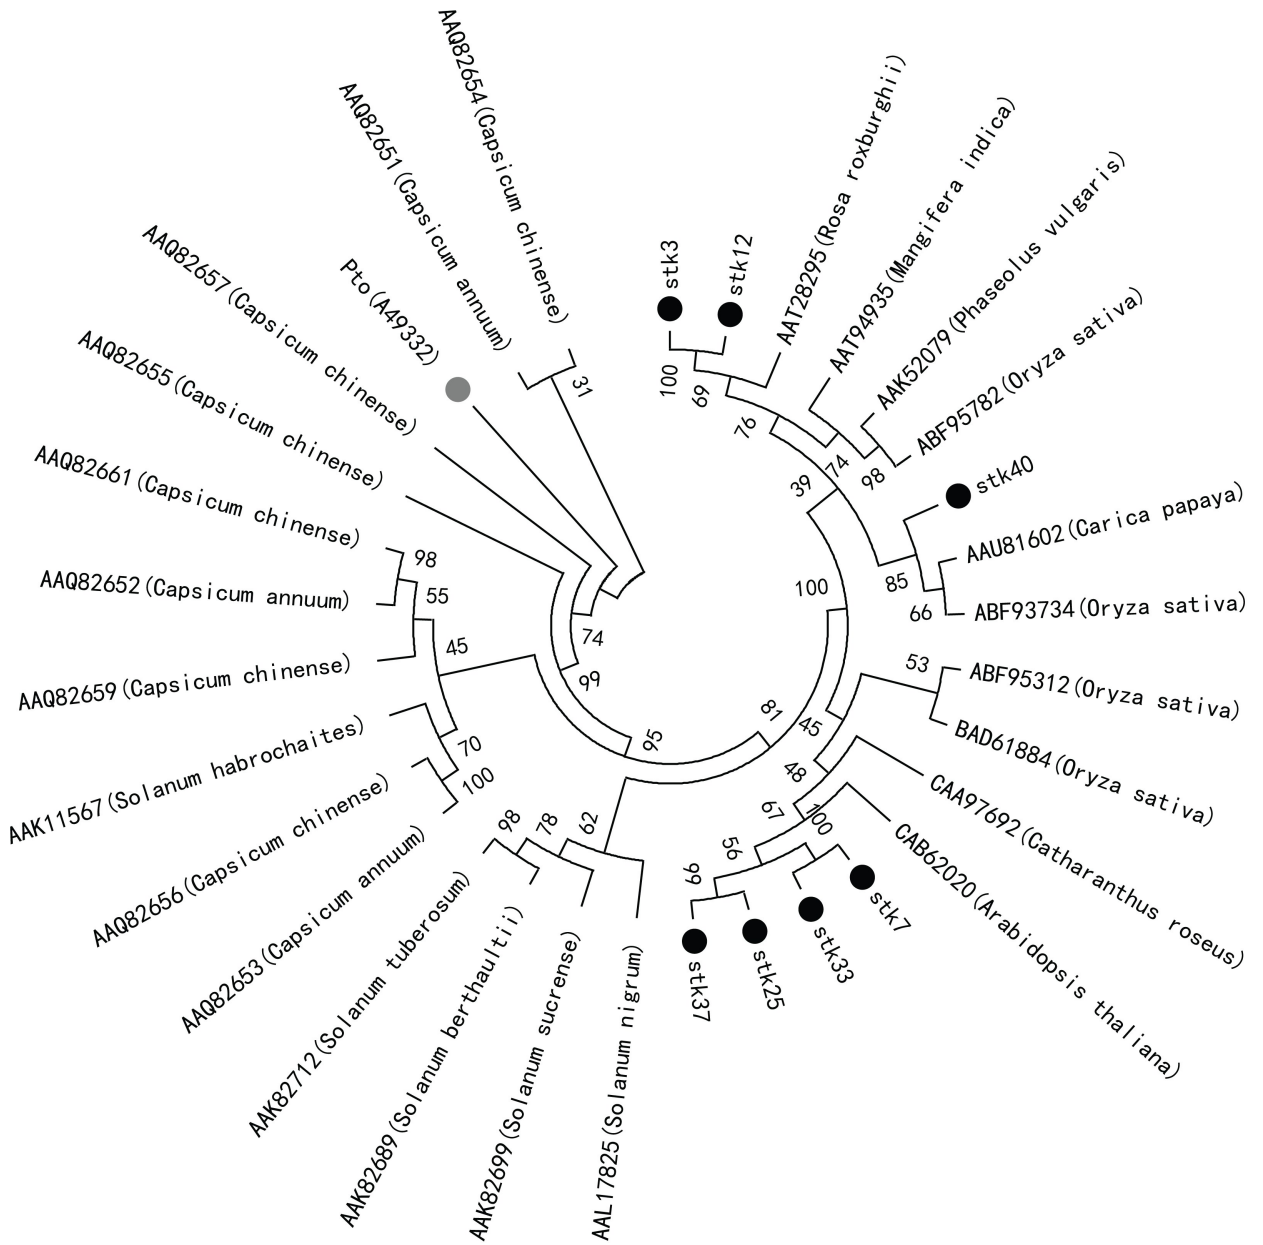 AAQ82654(Capsicum chinense)
AAQ82651(Capsicum annuum)
Pto(A49332)
AAQ82657(Capsicum chinense)
AAQ82655(Capsicum chinense)
AAQ82661(Capsicum chinense)
AAQ82652(Capsicum annuum)
AAQ82659(Capsicum chinense)
AAK11567(Solanum habrochaites)
AAQ82656(Capsicum chinense)
AAQ82653(Capsicum annuum)
AAK82712(Solanum tuberosum)
AAK82689(Solanum berthaultii)
AAK82699(Solanum sucrense)
AAL17825(Solanum nigrum)
stk37
stk25
stk33
stk7
CAB62020(Arabidopsis thaliana)
CAA97692(Catharanthus roseus)
BAD61884(Oryza sativa)
ABF95312(Oryza sativa)
ABF93734(Oryza sativa)
AAU81602(Carica papaya)
stk40
ABF95782(Oryza sativa)
AAK52079(Phaseolus vulgaris)
AAT94935(Mangifera indica)
AAT28295(Rosa roxburghii)
stk12
stk3
31
74
99
95
98
55
45
70
100
98
78
62
81
100
39
100
69
76
74
98
85
66
53
45
48
67
100
56
99